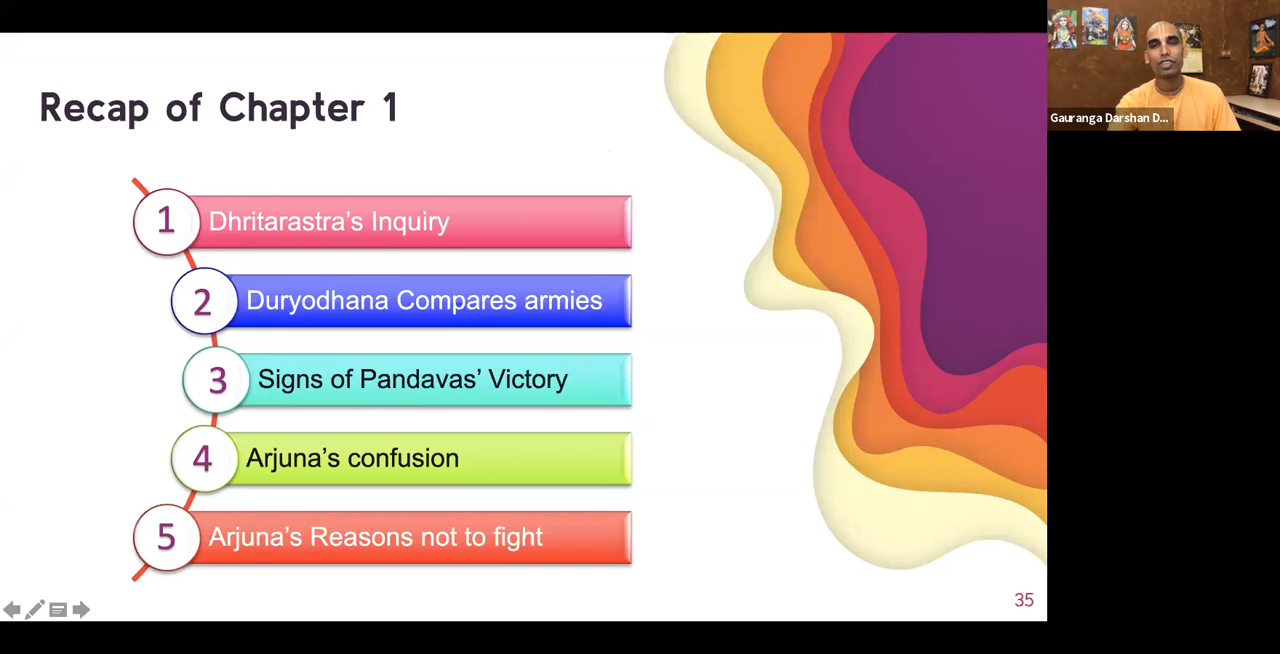 Recap of Chapter 1
1 Dhritarastra’s Inquiry
2 Duryodhana Compares armies
3 Signs of Pandavas’ Victory
4 Arjuna’s confusion
5 Arjuna’s Reasons not to fight
35
Gauranga Darshan D...